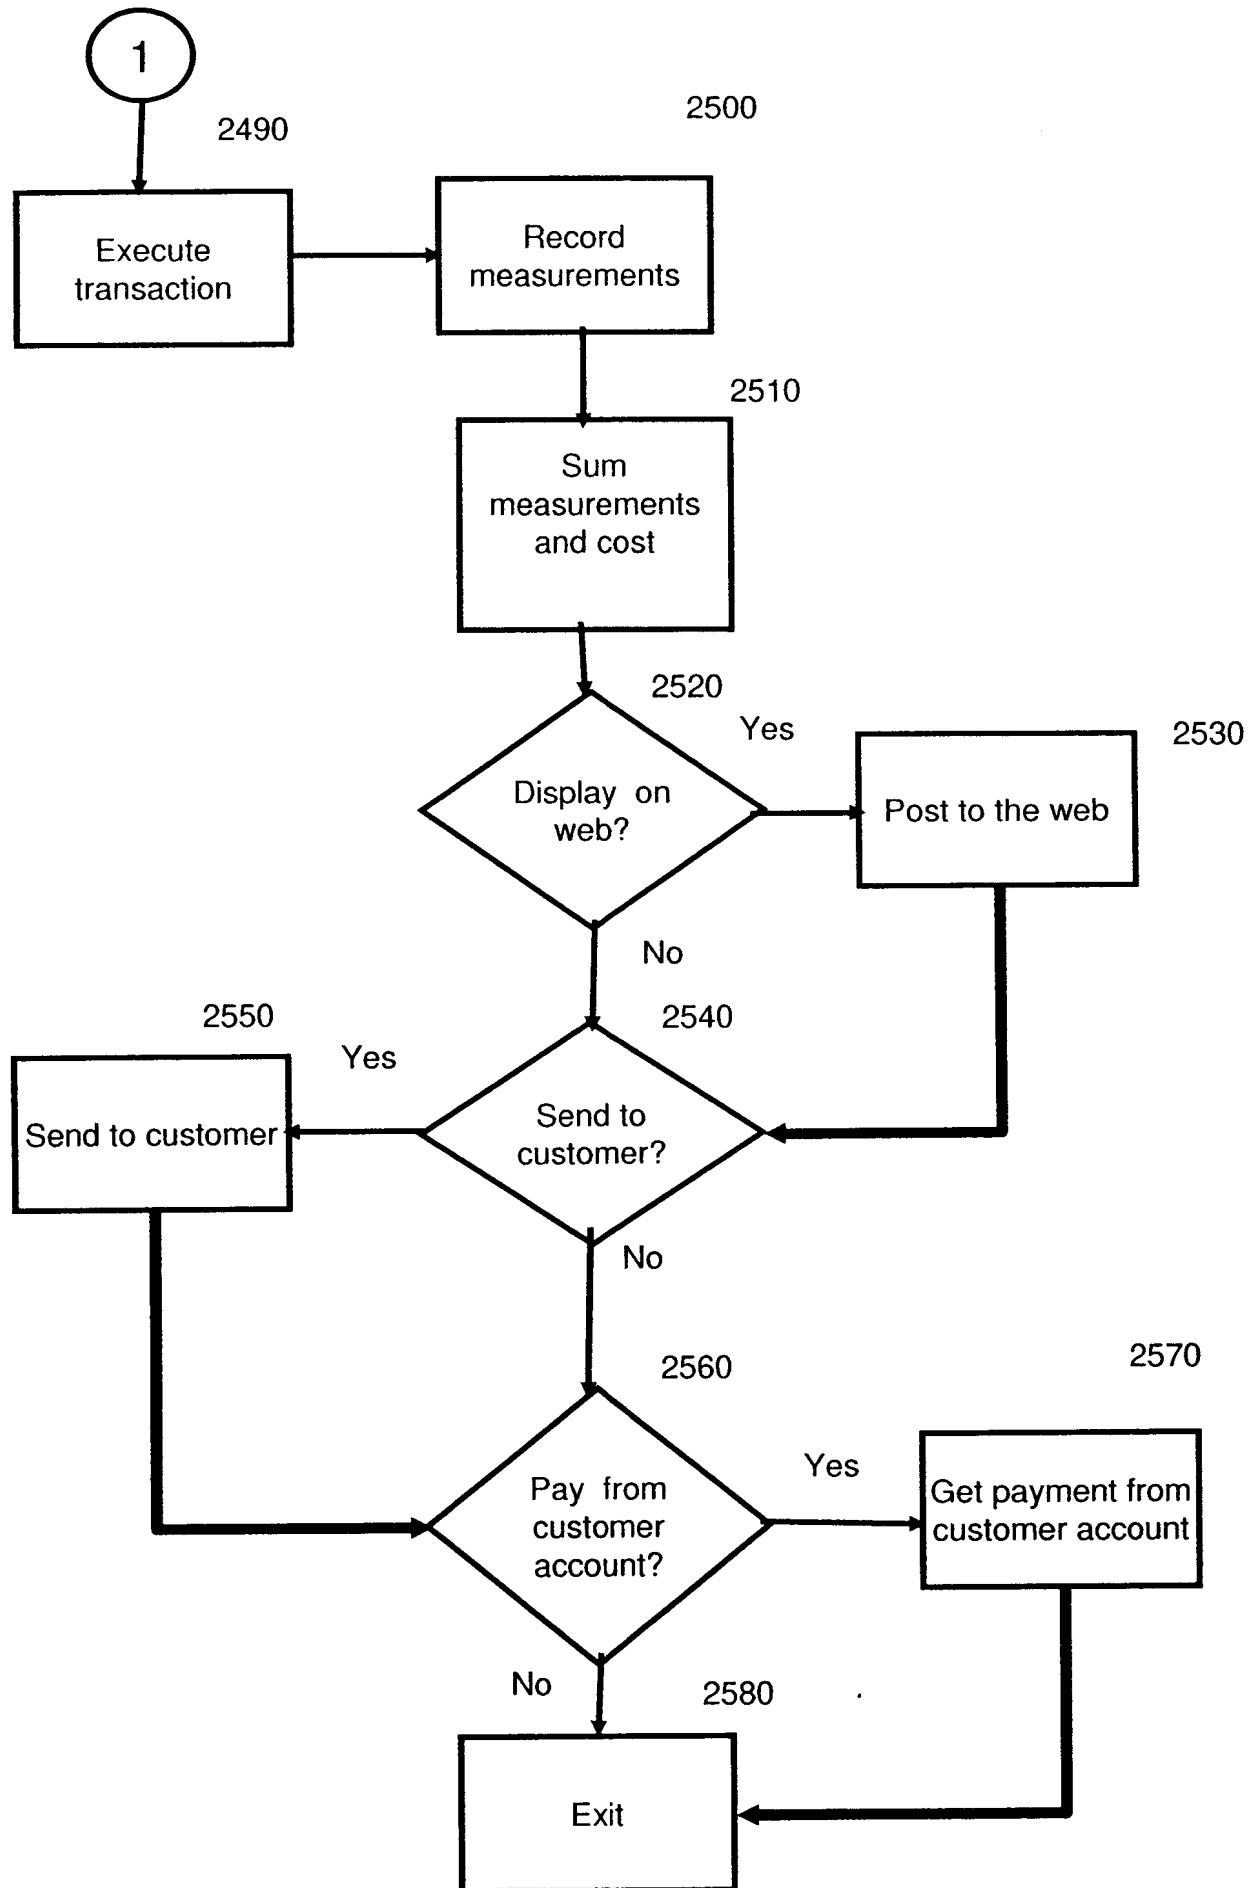 1
2490
2500
Execute
transaction
Record
measurements
2510
Sum
measurements
and cost
2520
Yes
2530
Display on
web?
Post to the web
No
2550
2540
Yes
Send to customer
Send to
customer?
No
2560
2570
Yes
Pay from
customer
account?
Get payment from
customer account
No
2580
Exit